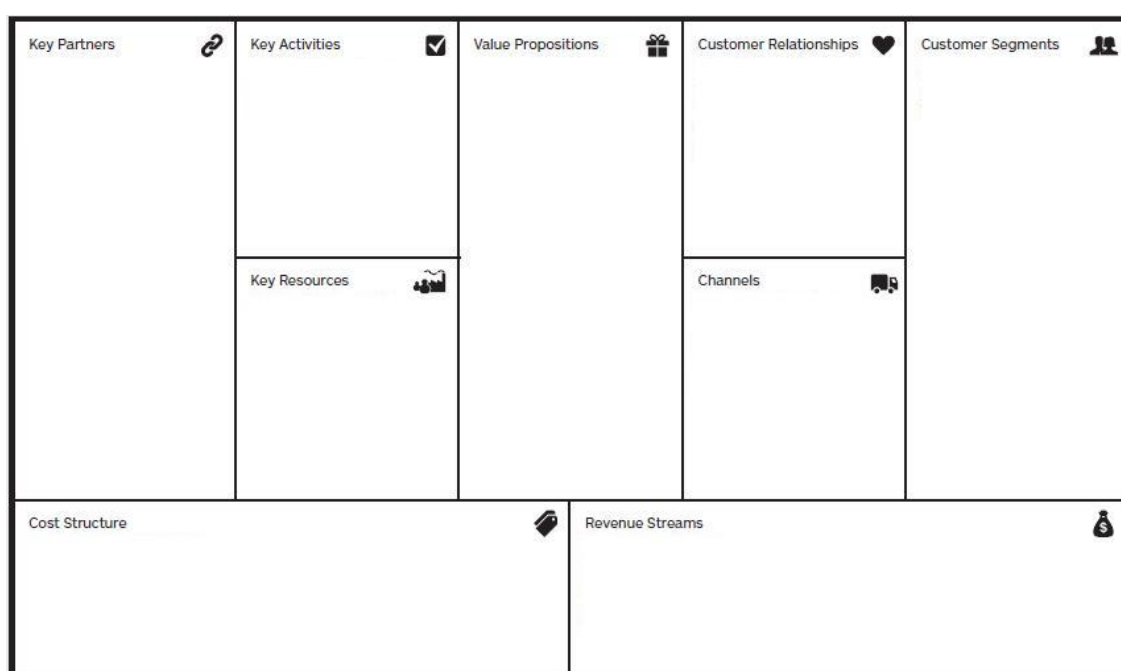 Key Partners
Key Activities
Value Propositions
Customer Relationships
Customer Segments
Key Resources
Channels
Cost Structure
Revenue Streams
$